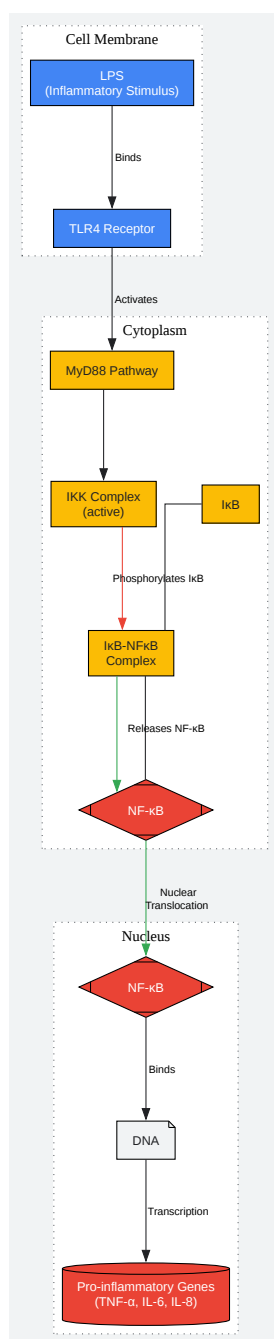 Cell Membrane
LPS
(Inflammatory Stimulus)
Binds
TLR4 Receptor
Activates
Cytoplasm
MyD88 Pathway
IKK Complex
(active)
IκB
Phosphorylates IκB
IκB-NFκB
Complex
Releases NF-κB
NF-κB
Nuclear
Translocation
Nucleus
NF-κB
Binds
DNA
Transcription
Pro-inflammatory Genes
(TNF-α, IL-6, IL-8)